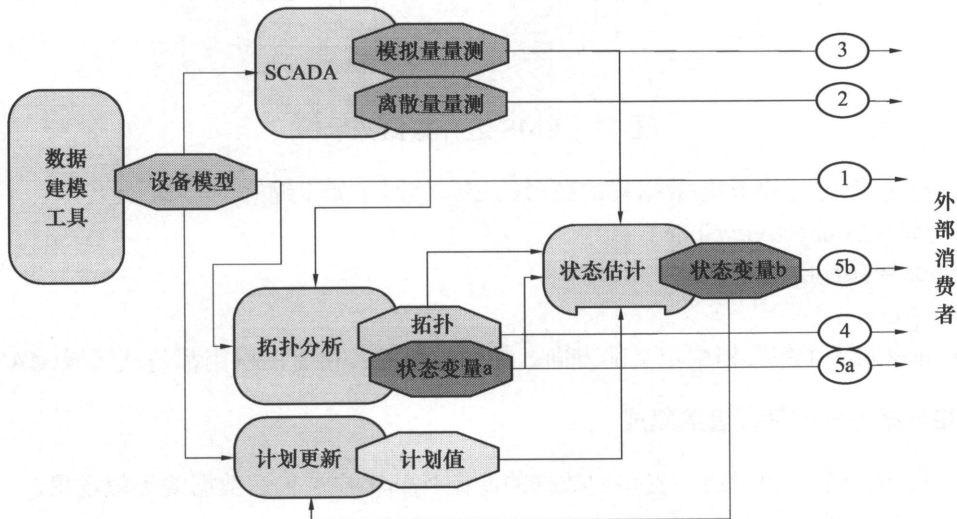 模拟量量测
3
SCADA
离散量量测
2
数据
建模
工具
设备模型
1
外部消费者
状态估计
状态变量b
5b
拓扑
4
拓扑分析
状态变量a
5a
计划更新
计划值